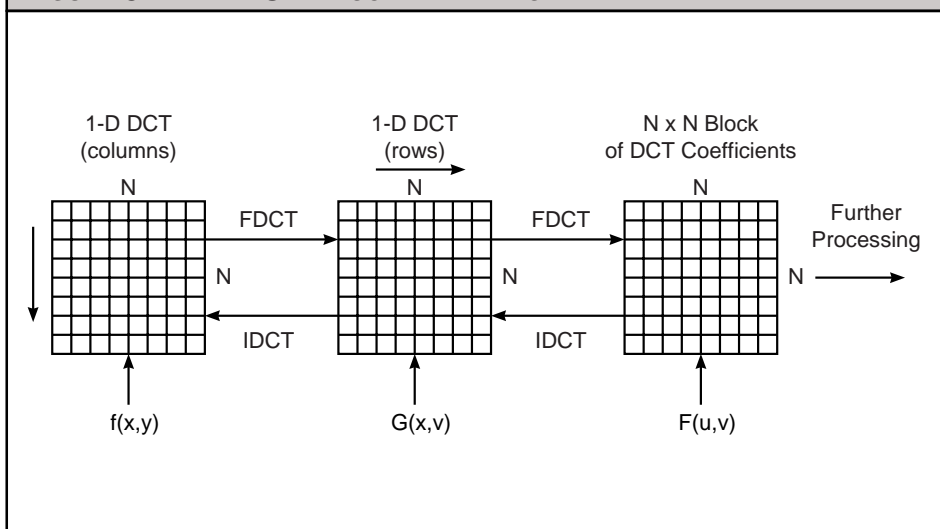 1-D DCT
(columns)
N
1-D DCT
(rows)
N
N x N Block
of DCT Coefficients
N
FDCT
N
IDCT
FDCT
N
IDCT
N
Further
Processing
f(x,y)
G(x,v)
F(u,v)